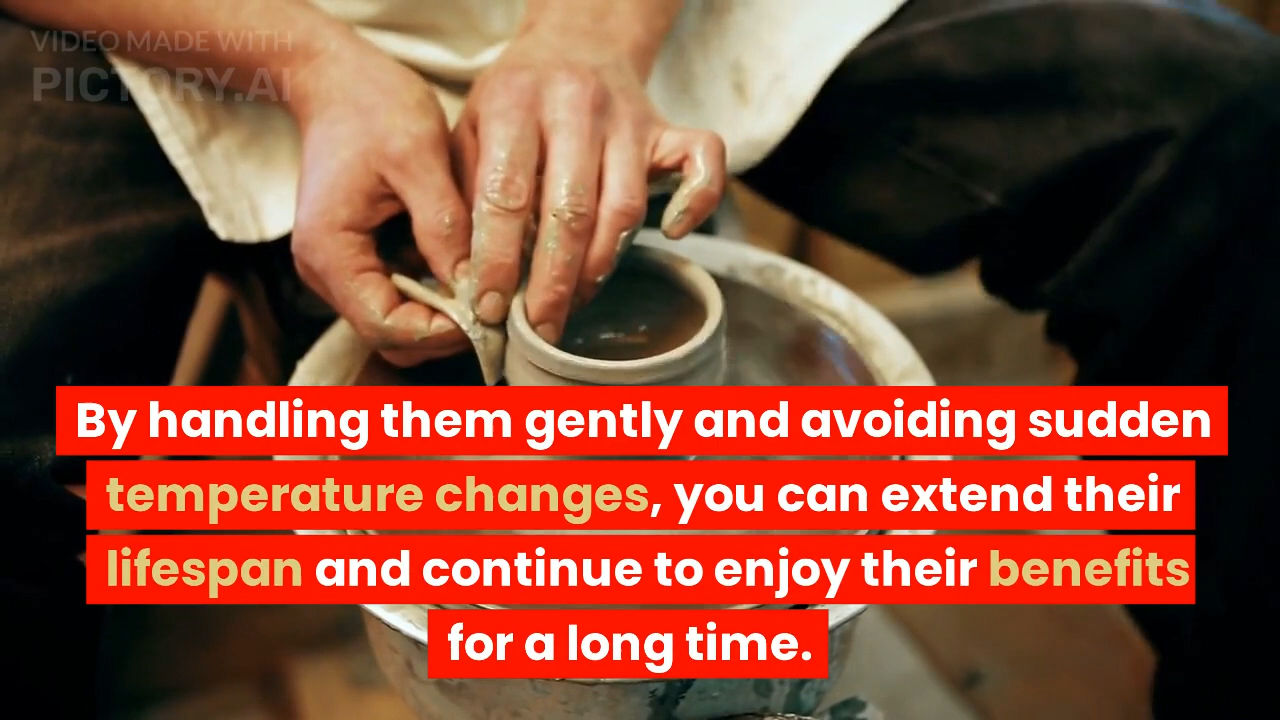 VIDEO MADE WITH
PICTORY.AI
By handling them gently and avoiding sudden
temperature changes, you can extend their
lifespan and continue to enjoy their benefits
for a long time.